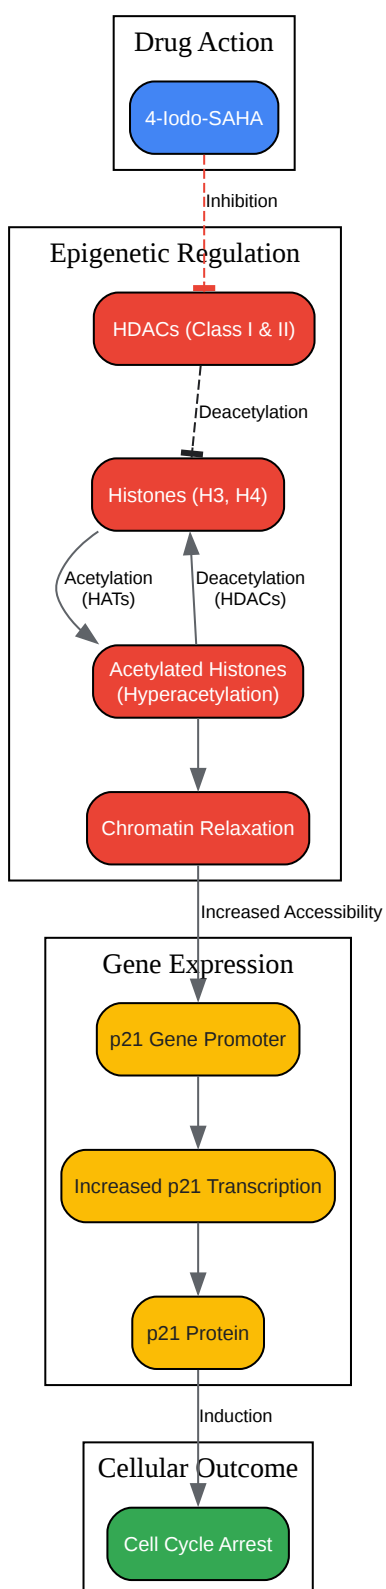 Drug Action
4-Iodo-SAHA
Inhibition
Epigenetic Regulation
HDACs (Class I & II)
Deacetylation
Histones (H3, H4)
Acetylation
(HATs)
Deacetylation
(HDACs)
Acetylated Histones
(Hyperacetylation)
Chromatin Relaxation
Increased Accessibility
Gene Expression
p21 Gene Promoter
Increased p21 Transcription
p21 Protein
Induction
Cellular Outcome
Cell Cycle Arrest